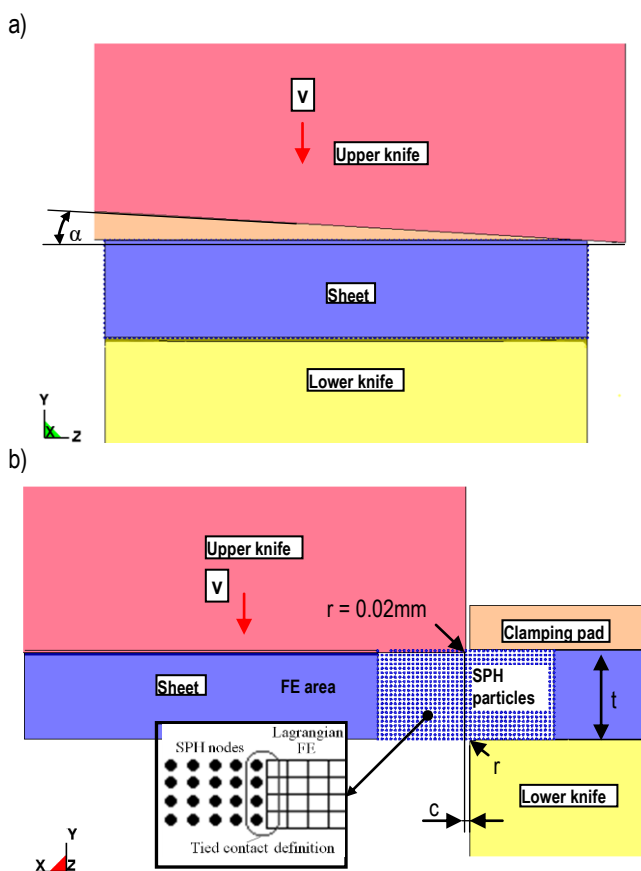 a)
v
Upper knife
α
Sheet
Lower knife
Y
X
Z
b)
Upper knife
v
r = 0.02mm
Clamping pad
Sheet
FE area
SPH
particles
t
Lagrangian
FE
SPH nodes
r
Tied contact definition
c
Lower knife
Y
X
Z